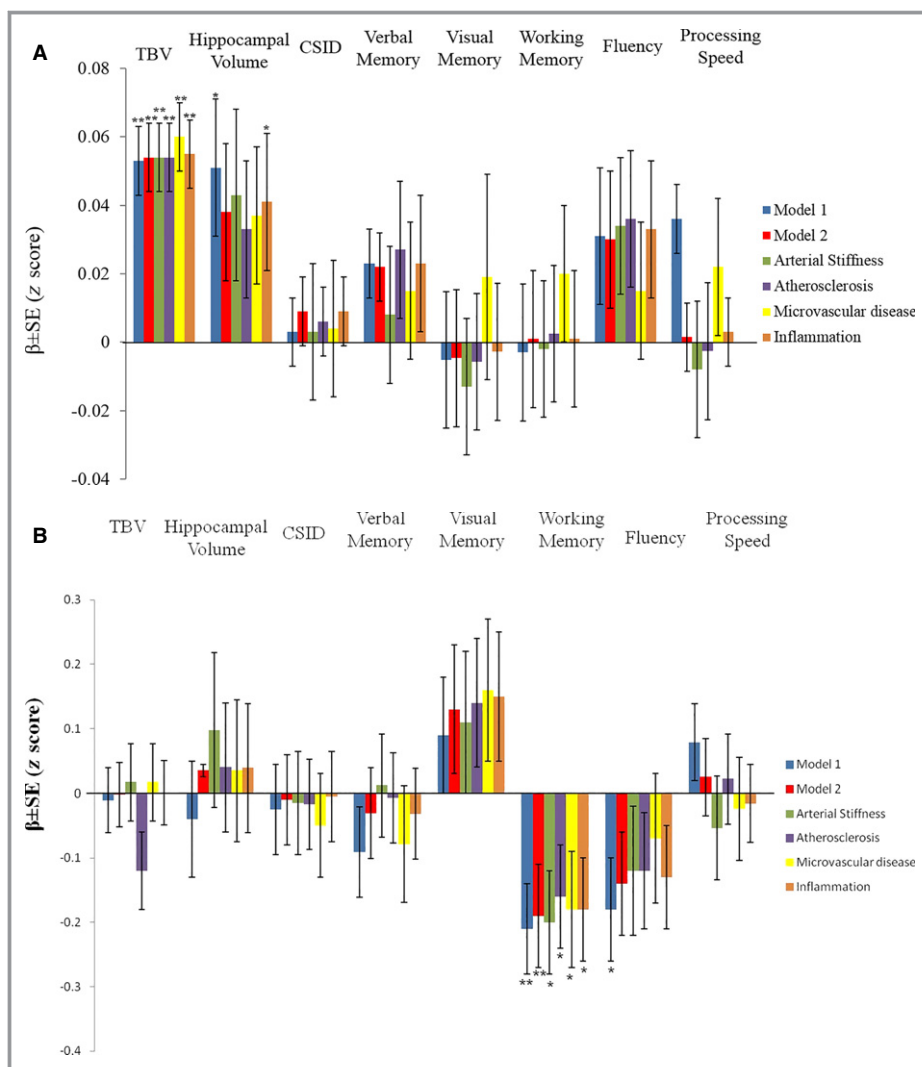 A
TBV
Hippocampal
Volume
CSID
Verbal
Memory
Visual
Memory
Working
Memory
Fluency
Processing
Speed
0.08
0.06
0.04
0.02
0
-0.02
-0.04
β±SE (z score)
** ** ** ** ** **
* *
Model 1
Model 2
Arterial Stiffness
Atherosclerosis
Microvascular disease
Inflammation
B
TBV
Hippocampal
Volume
CSID
Verbal
Memory
Visual
Memory
Working
Memory
Fluency
Processing
Speed
0.3
0.2
0.1
0
-0.1
-0.2
-0.3
-0.4
β±SE (z score)
** ** * * * *
*
Model 1
Model 2
Arterial Stiffness
Atherosclerosis
Microvascular disease
Inflammation